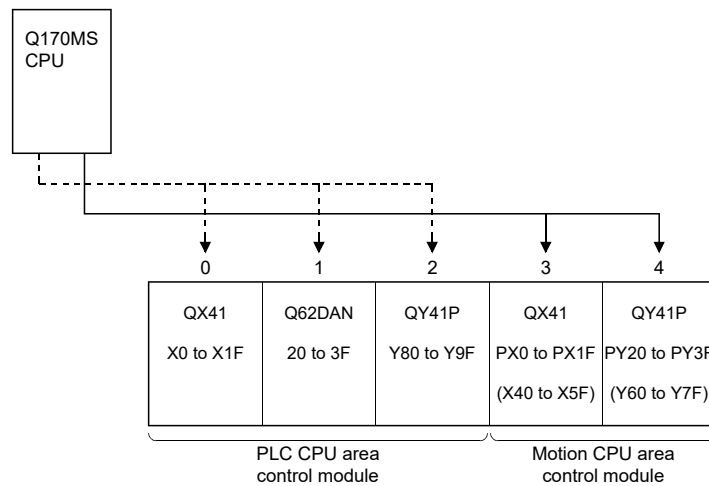 Q170MS
CPU
0
1
2
3
4
QX41
Q62DAN
QY41P
QX41
QY41P
X0 to X1F
20 to 3F
Y80 to Y9F
PX0 to PX1F
PY20 to PY3F
(X40 to X5F)
(Y60 to Y7F)
PLC CPU area
control module
Motion CPU area
control module